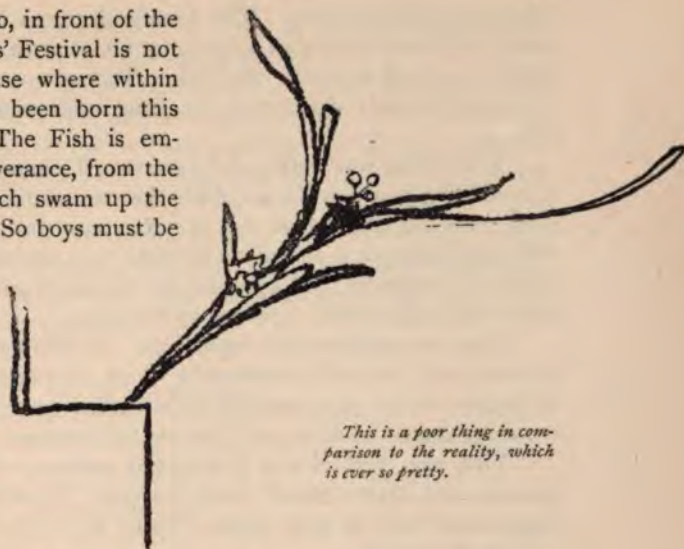 o, in front of the
s' Festival is not
se where within
been born this
The Fish is em-
verance, from the
ch swam up the
So boys must be
This is a poor thing in com-
parison to the reality, which
is ever so pretty.